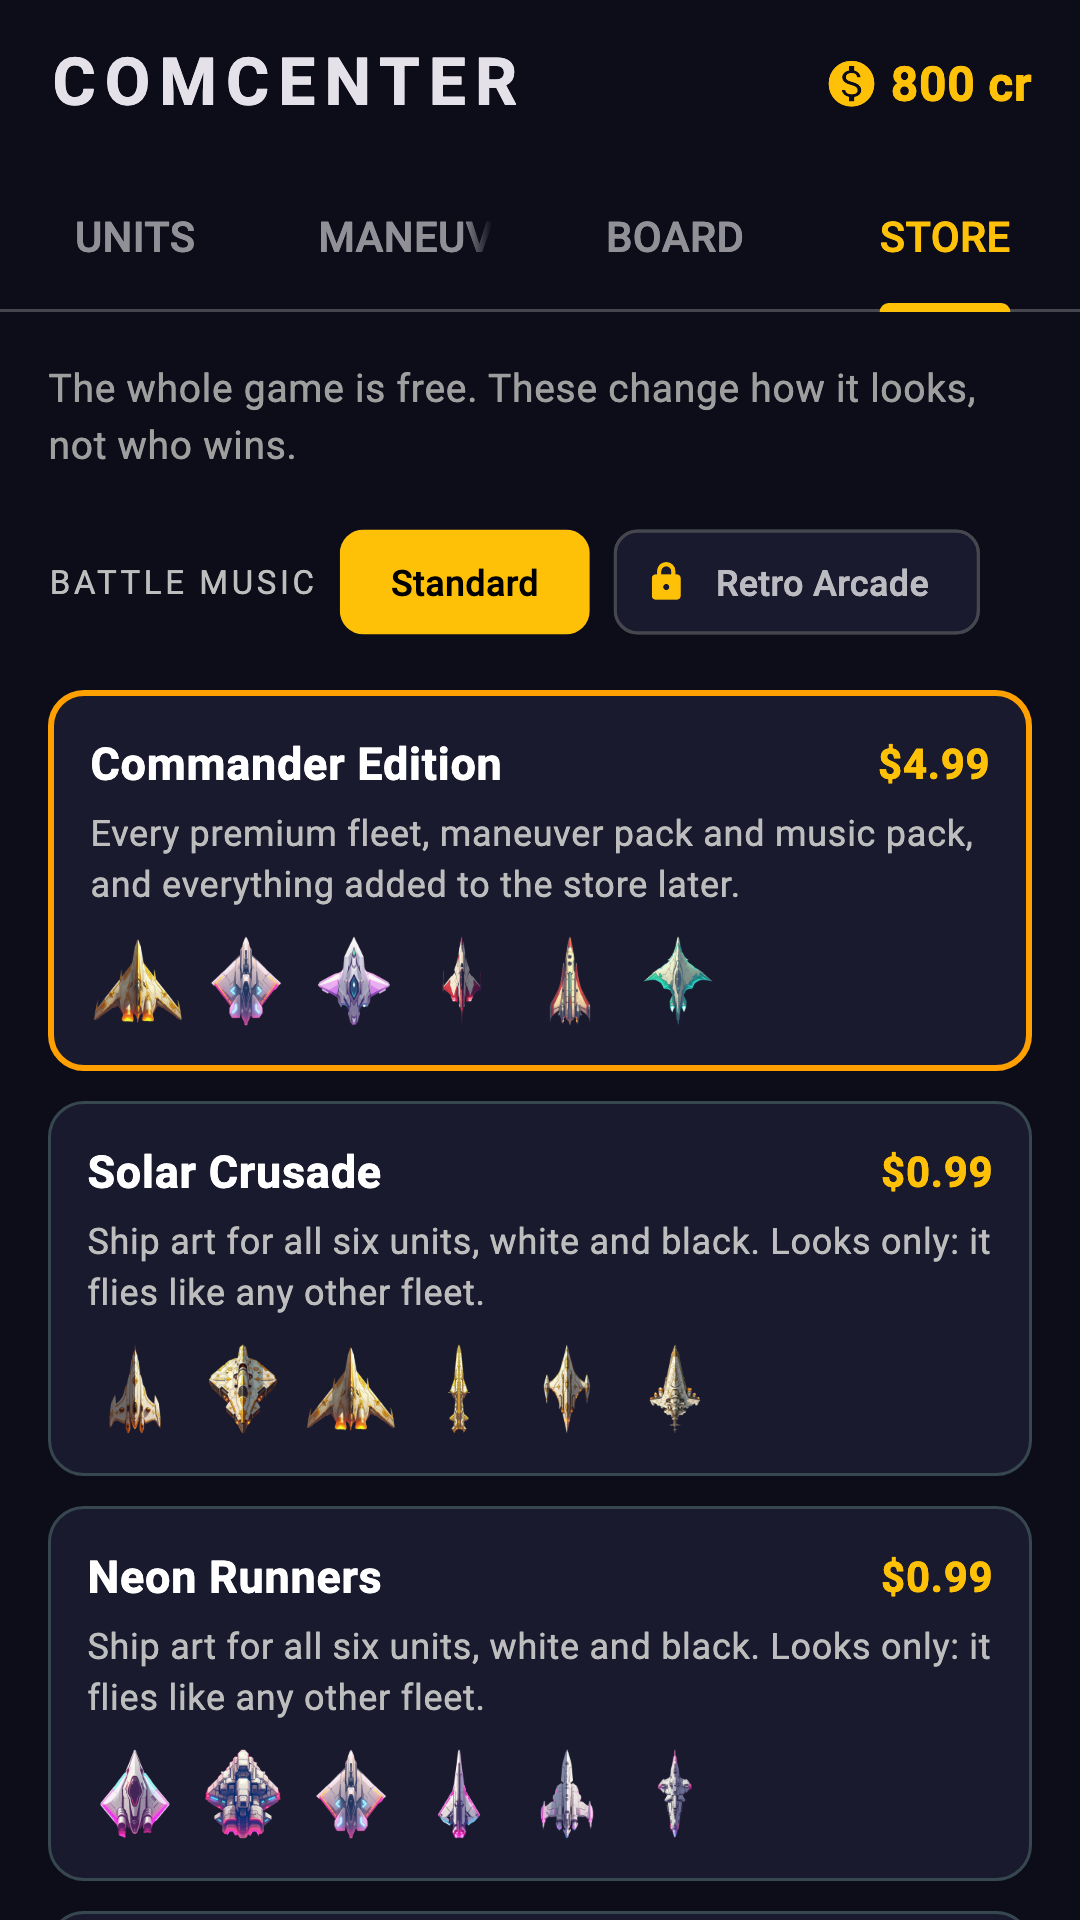 COMCENTER
$ 800 cr
UNITS
MANEUV
BOARD
STORE
The whole game is free. These change how it looks,
not who wins.
BATTLE MUSIC
Standard
Retro Arcade
Commander Edition
$4.99
Every premium fleet, maneuver pack and music pack,
and everything added to the store later.
Solar Crusade
$0.99
Ship art for all six units, white and black. Looks only: it
flies like any other fleet.
Neon Runners
$0.99
Ship art for all six units, white and black. Looks only: it
flies like any other fleet.